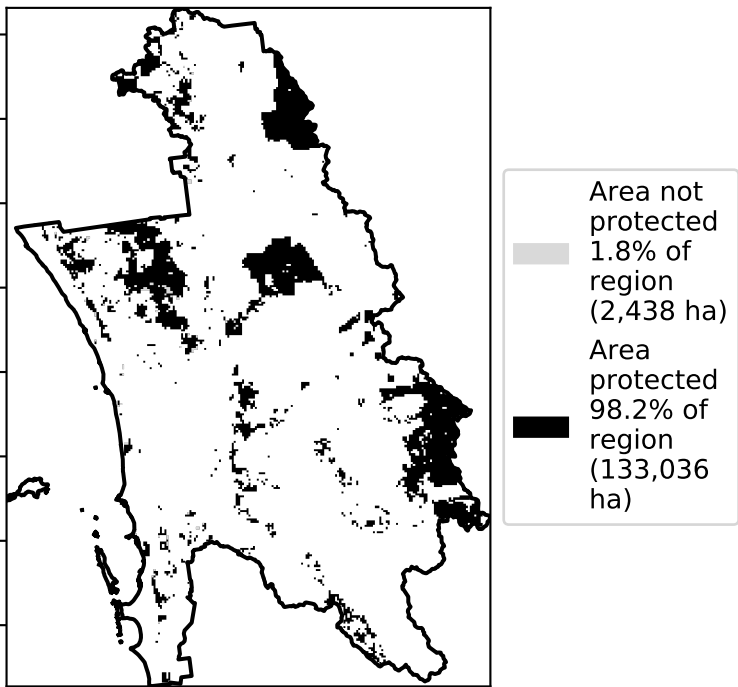 Area not
protected
1.8% of
region
(2,438 ha)
Area
protected
98.2% of
region
(133,036
ha)